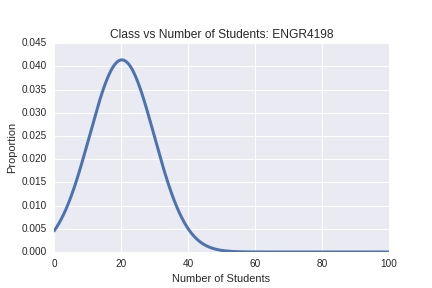 Class vs Number of Students: ENGR4198
0.045
0.040
0.035
0.030
0.025
0.020
0.015
0.010
0.005
0.000
Proportion
0 20 40 60 80 100
Number of Students